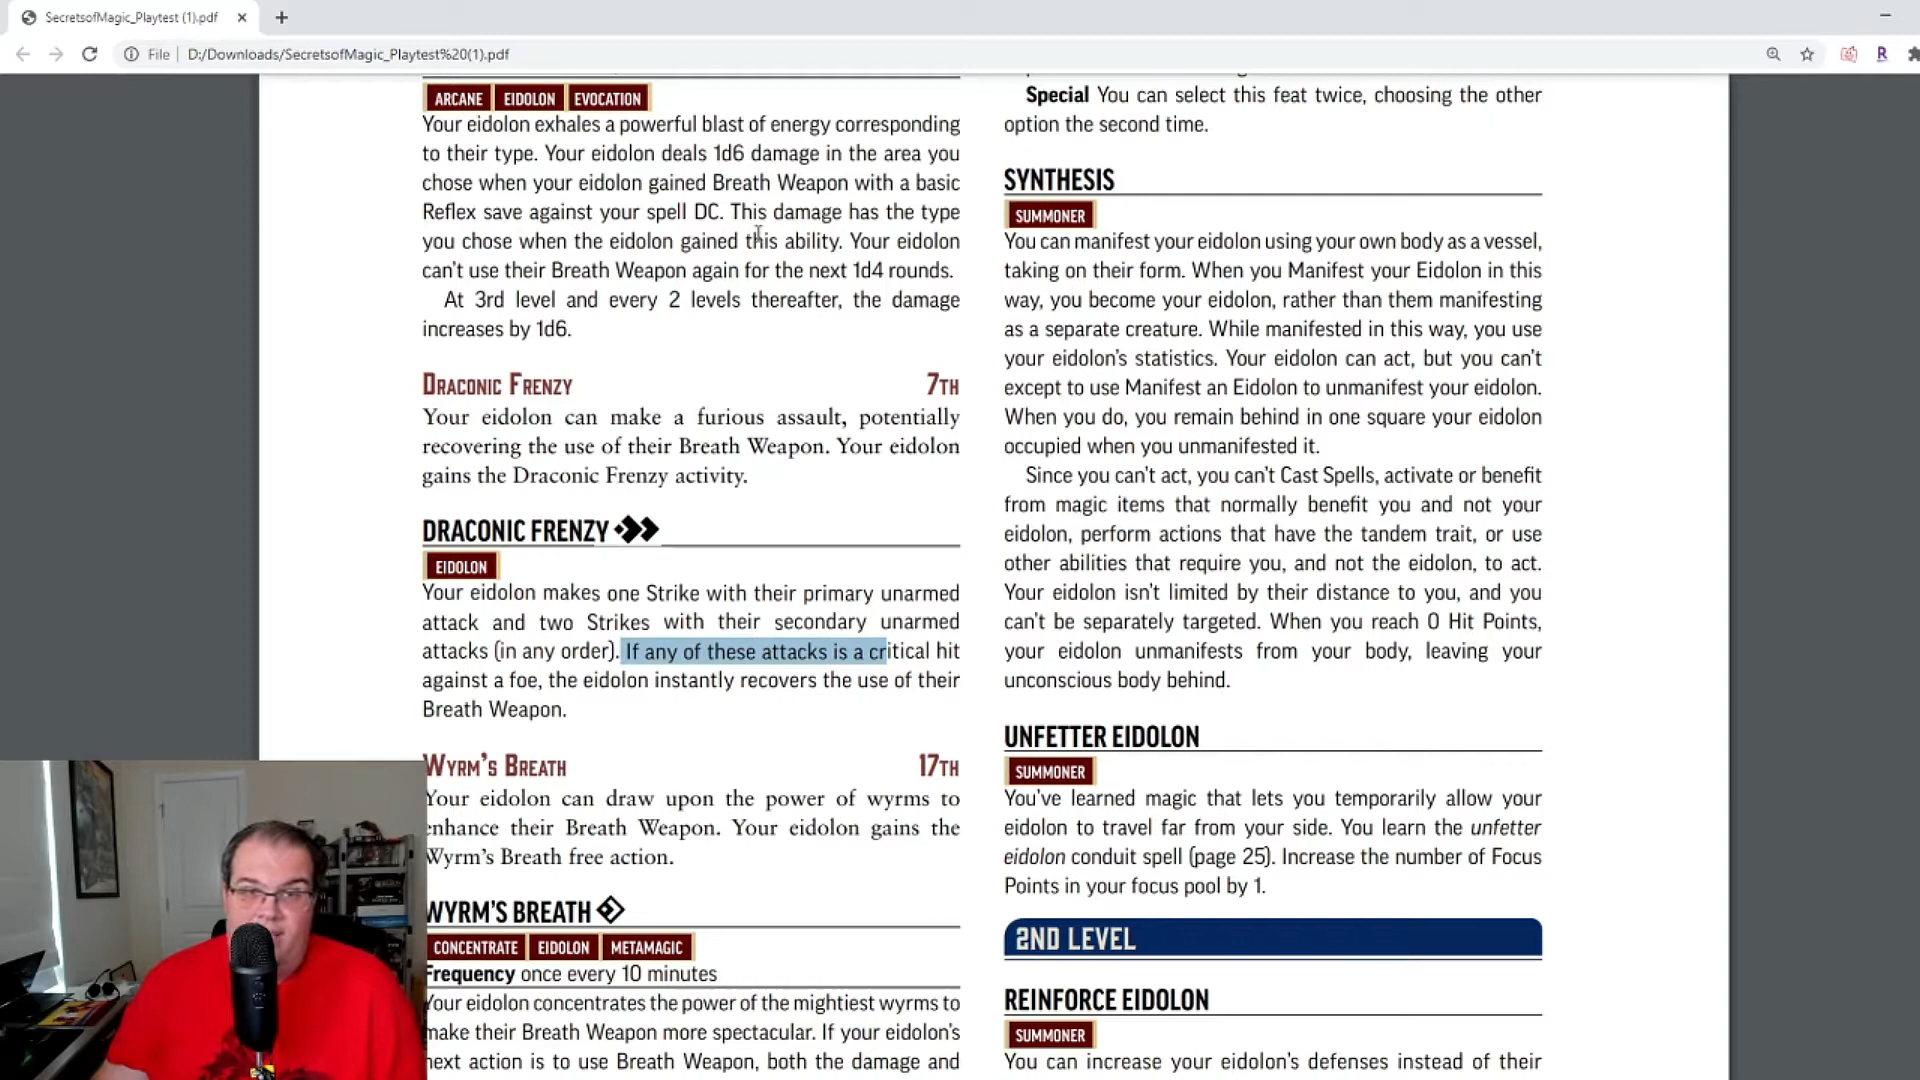 SecretsofMagic_Playtest (1).pdf
File
D:/Downloads/SecretsofMagic_Playtest%20(1).pdf
R
ARCANE EIDOLON EVOCATION
Your eidolon exhales a powerful blast of energy corresponding
to their type. Your eidolon deals 1d6 damage in the area you
chose when your eidolon gained Breath Weapon with a basic
Reflex save against your spell DC. This damage has the type
you chose when the eidolon gained this ability. Your eidolon
can't use their Breath Weapon again for the next 1d4 rounds.
At 3rd level and every 2 levels thereafter, the damage
increases by 1d6.
DRACONIC FRENZY 7TH
Your eidolon can make a furious assault, potentially
recovering the use of their Breath Weapon. Your eidolon
gains the Draconic Frenzy activity.
DRACONIC FRENZY
EIDOLON
Your eidolon makes one Strike with their primary unarmed
attack and two Strikes with their secondary unarmed
attacks (in any order). If any of these attacks is a critical hit
against a foe, the eidolon instantly recovers the use of their
Breath Weapon.
WYRM'S BREATH 17TH
Your eidolon can draw upon the power of wyrms to
enhance their Breath Weapon. Your eidolon gains the
Wyrm's Breath free action.
WYRM'S BREATH
CONCENTRATE EIDOLON METAMAGIC
Frequency once every 10 minutes
Your eidolon concentrates the power of the mightiest wyrms to
make their Breath Weapon more spectacular. If your eidolon's
next action is to use Breath Weapon, both the damage and
Special You can select this feat twice, choosing the other
option the second time.
SYNTHESIS
SUMMONER
You can manifest your eidolon using your own body as a vessel,
taking on their form. When you Manifest your Eidolon in this
way, you become your eidolon, rather than them manifesting
as a separate creature. While manifested in this way, you use
your eidolon's statistics. Your eidolon can act, but you can't
except to use Manifest an Eidolon to unmanifest your eidolon.
When you do, you remain behind in one square your eidolon
occupied when you unmanifested it.
Since you can't act, you can't Cast Spells, activate or benefit
from magic items that normally benefit you and not your
eidolon, perform actions that have the tandem trait, or use
other abilities that require you, and not the eidolon, to act.
Your eidolon isn't limited by their distance to you, and you
can't be separately targeted. When you reach 0 Hit Points,
your eidolon unmanifests from your body, leaving your
unconscious body behind.
UNFETTER EIDOLON
SUMMONER
You've learned magic that lets you temporarily allow your
eidolon to travel far from your side. You learn the unfetter
eidolon conduit spell (page 25). Increase the number of Focus
Points in your focus pool by 1.
2ND LEVEL
REINFORCE EIDOLON
SUMMONER
You can increase your eidolon's defenses instead of their